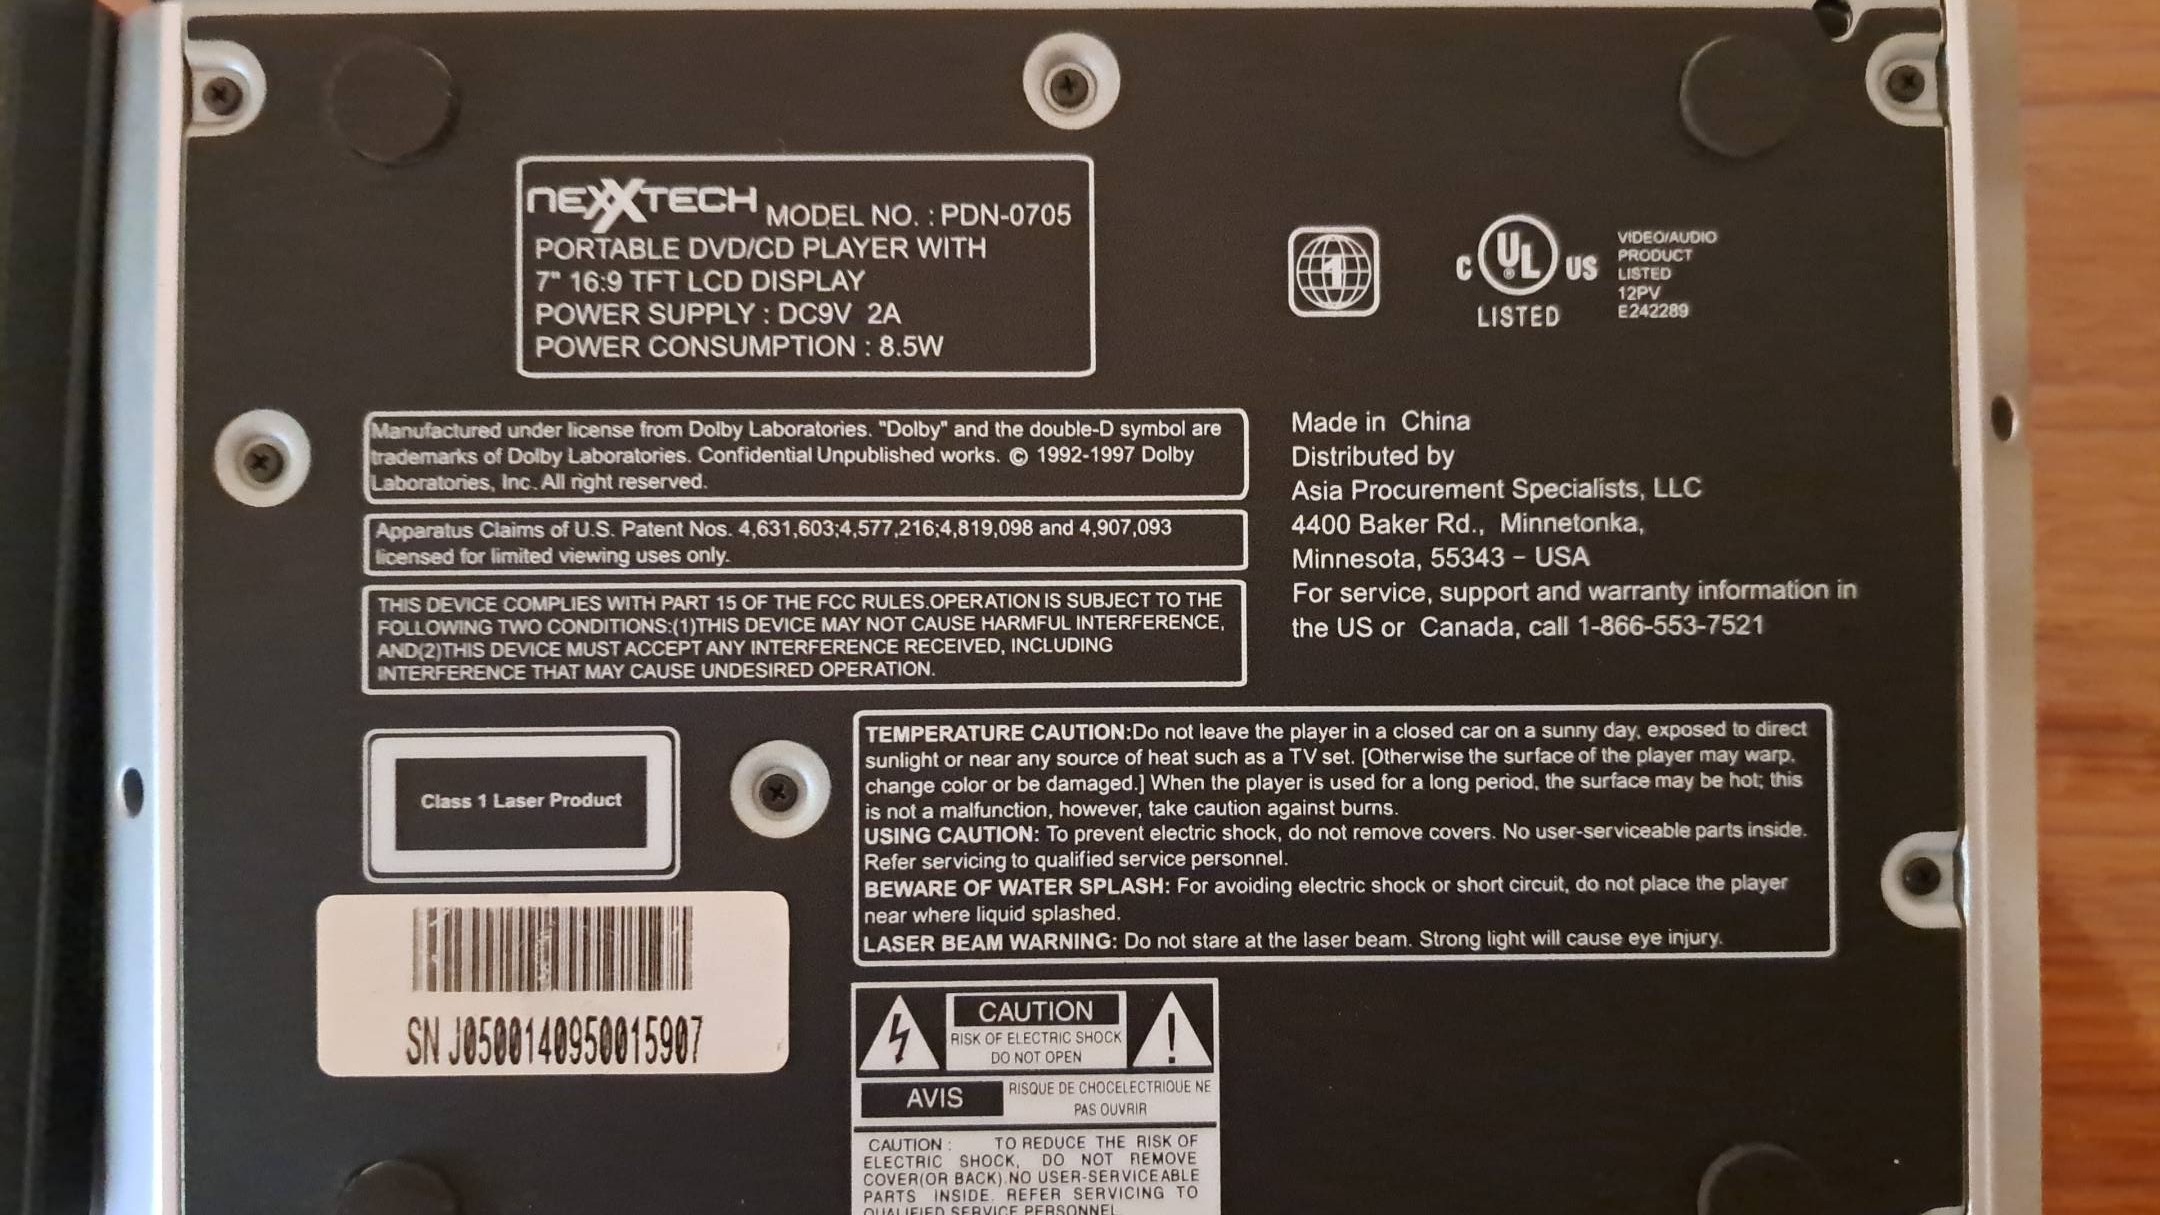 nexxtech MODEL NO. : PDN-0705
PORTABLE DVD/CD PLAYER WITH
7" 16:9 TFT LCD DISPLAY
POWER SUPPLY : DC9V 2A
POWER CONSUMPTION : 8.5W
1
C UL US
®
LISTED
VIDEO/AUDIO
PRODUCT
LISTED
12PV
E242289
Manufactured under license from Dolby Laboratories. "Dolby" and the double-D symbol are
trademarks of Dolby Laboratories. Confidential Unpublished works. © 1992-1997 Dolby
Laboratories, Inc. All right reserved.
Apparatus Claims of U.S. Patent Nos. 4,631,603;4,577,216;4,819,098 and 4,907,093
licensed for limited viewing uses only.
THIS DEVICE COMPLIES WITH PART 15 OF THE FCC RULES.OPERATION IS SUBJECT TO THE
FOLLOWING TWO CONDITIONS:(1)THIS DEVICE MAY NOT CAUSE HARMFUL INTERFERENCE,
AND(2)THIS DEVICE MUST ACCEPT ANY INTERFERENCE RECEIVED, INCLUDING
INTERFERENCE THAT MAY CAUSE UNDESIRED OPERATION.
Made in China
Distributed by
Asia Procurement Specialists, LLC
4400 Baker Rd., Minnetonka,
Minnesota, 55343 - USA
For service, support and warranty information in
the US or Canada, call 1-866-553-7521
Class 1 Laser Product
SN J0500140950015907
TEMPERATURE CAUTION:Do not leave the player in a closed car on a sunny day, exposed to direct
sunlight or near any source of heat such as a TV set. [Otherwise the surface of the player may warp,
change color or be damaged.] When the player is used for a long period, the surface may be hot; this
is not a malfunction, however, take caution against burns.
USING CAUTION: To prevent electric shock, do not remove covers. No user-serviceable parts inside.
Refer servicing to qualified service personnel.
BEWARE OF WATER SPLASH: For avoiding electric shock or short circuit, do not place the player
near where liquid splashed.
LASER BEAM WARNING: Do not stare at the laser beam. Strong light will cause eye injury.
CAUTION
RISK OF ELECTRIC SHOCK
DO NOT OPEN
AVIS
RISQUE DE CHOCELECTRIQUE NE
PAS OUVRIR
CAUTION : TO REDUCE THE RISK OF
ELECTRIC SHOCK, DO NOT REMOVE
COVER(OR BACK).NO USER-SERVICEABLE
PARTS INSIDE. REFER SERVICING TO
QUALIFIED SERVICE PERSONNEL